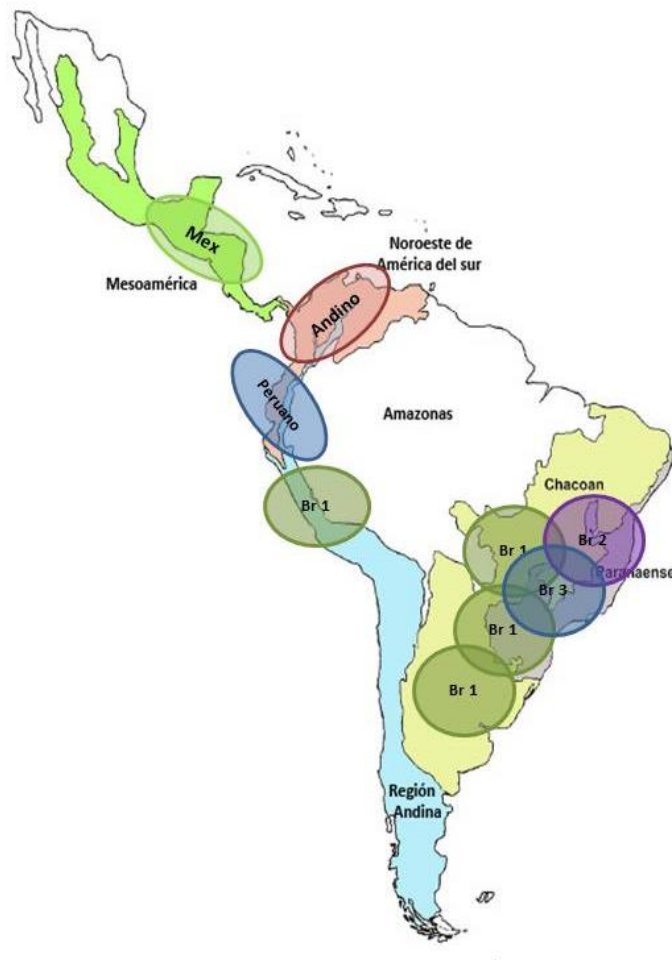 Mex
Mesoamérica
Noroeste de
América del sur
Andino
Peruano
Amazonas
Br 1
Chacoan
Br 2
Br 1
(Paranaense
Br 3
Br 1
Br 1
Región
Andina